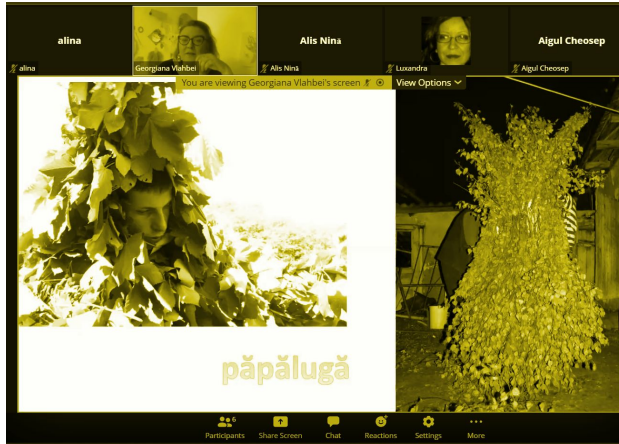 alina
Alis Nină
Aigul Cheosep
alina
Georgiana Vlahbei
Alis Nină
Luxandra
Aigul Cheosep
You are viewing Georgiana Vlahbei's screen
View Options
păpălugă
6
Participants
Share Screen
Chat
Reactions
Settings
More